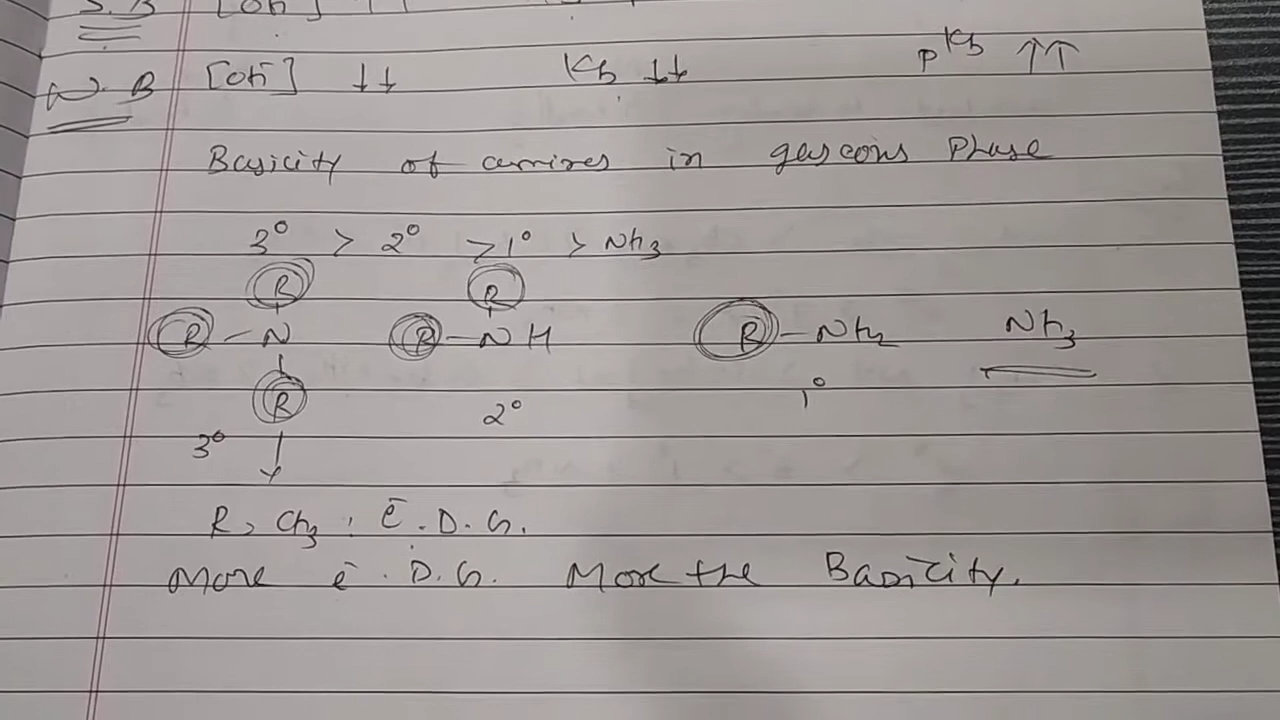 S.B [OH]
W.B [OH⁻] ↓↓ Kb ↓↓ pKb ↑↑
Basicity of amines in gaseous Phase
3° > 2° > 1° > NH3
R R
R-N R-NH R-NH2 NH3
R 2° 1°
3°
R, CH3 : ē.D.G.
More ē.D.G. More the Basicity.